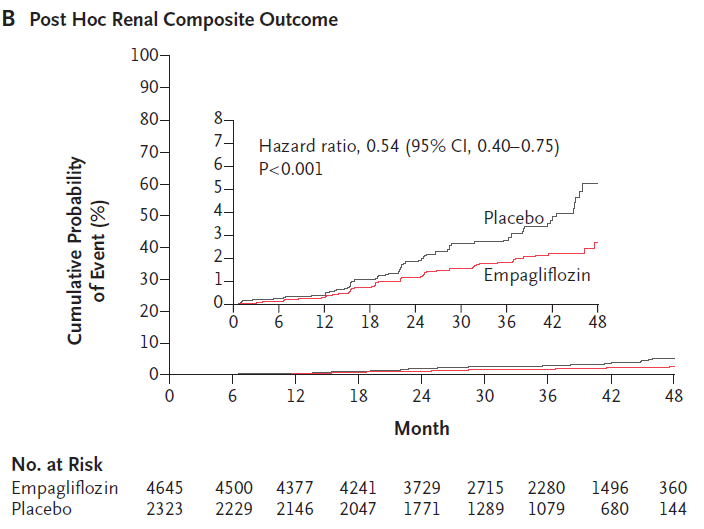 B Post Hoc Renal Composite Outcome
Cumulative Probability
of Event (%)
100
90
80
70
60
50
40
30
20
10
0
8
7
6
5
4
3
2
1
0
Hazard ratio, 0.54 (95% CI, 0.40–0.75)
P<0.001
Placebo
Empagliflozin
0 6 12 18 24 30 36 42 48
0 6 12 18 24 30 36 42 48
Month
No. at Risk
Empagliflozin 4645 4500 4377 4241 3729 2715 2280 1496 360
Placebo 2323 2229 2146 2047 1771 1289 1079 680 144